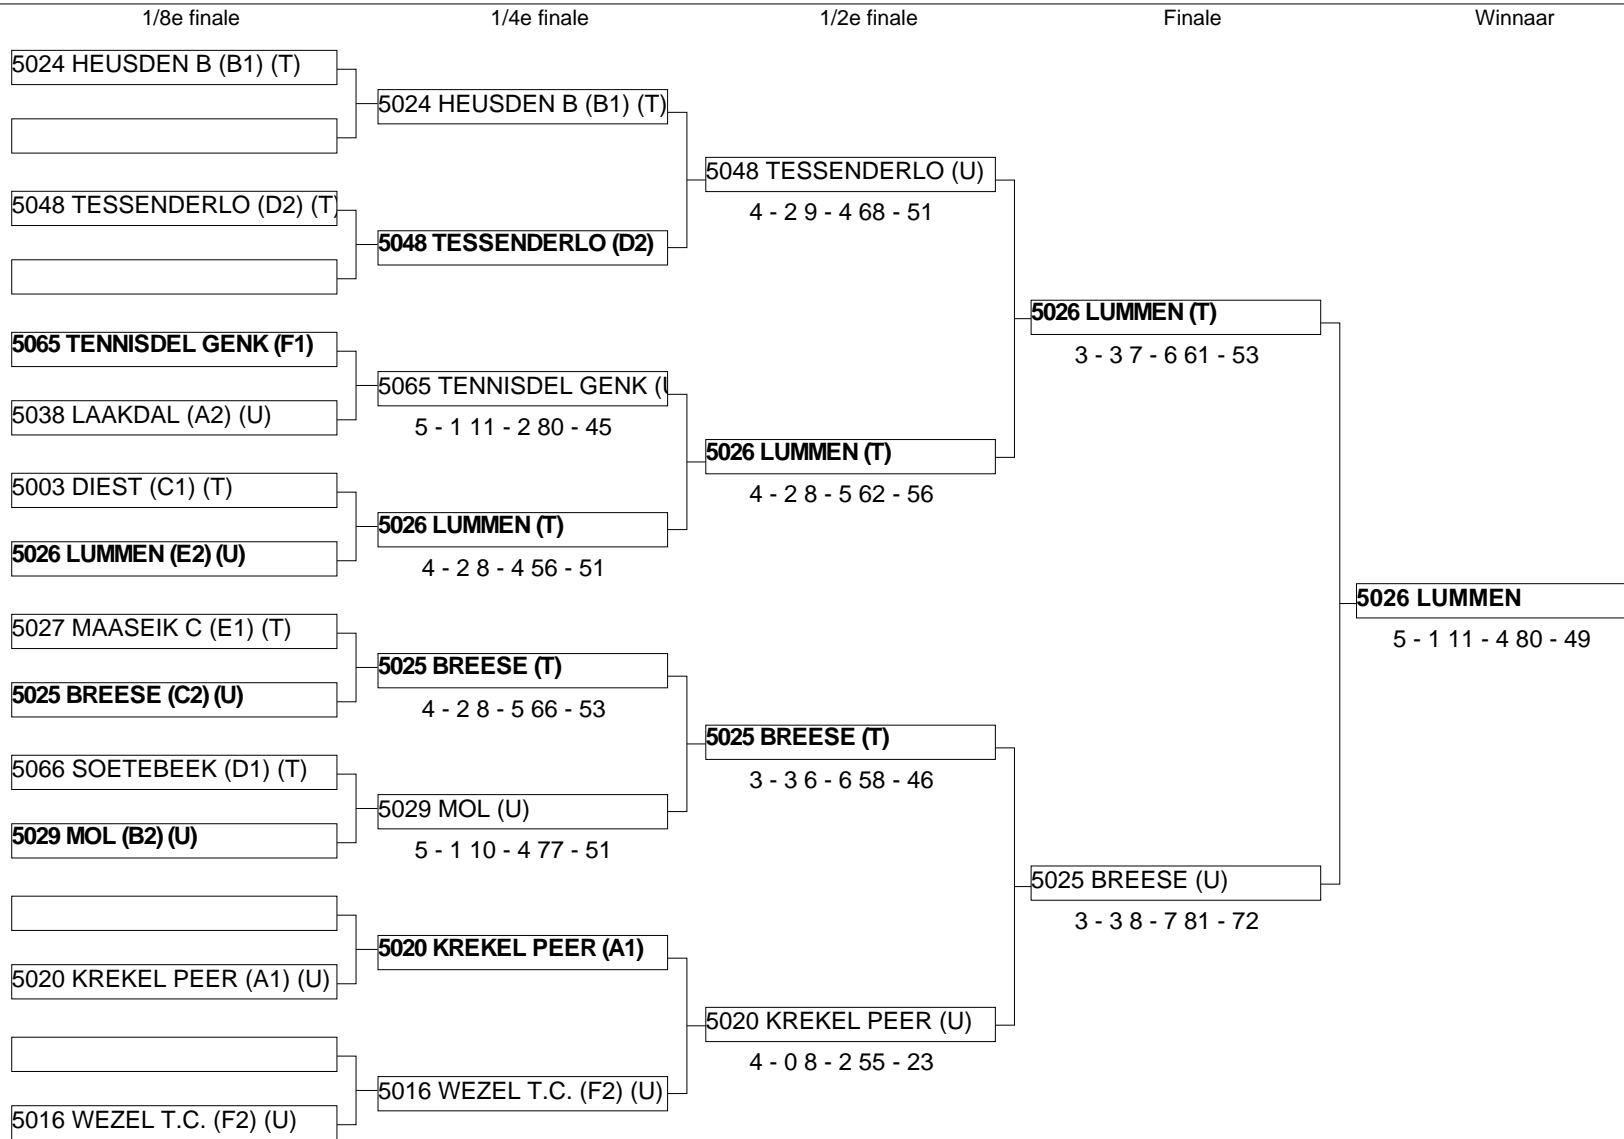 1/8e finale
1/4e finale
1/2e finale
Finale
Winnaar
5024 HEUSDEN B (B1) (T)
5048 TESSENDERLO (D2) (T)
5065 TENNISDEL GENK (F1)
5038 LAAKDAL (A2) (U)
5003 DIEST (C1) (T)
5026 LUMMEN (E2) (U)
5027 MAASEIK C (E1) (T)
5025 BREESE (C2) (U)
5066 SOETEBEEK (D1) (T)
5029 MOL (B2) (U)
5020 KREKEL PEER (A1) (U)
5016 WEZEL T.C. (F2) (U)
5024 HEUSDEN B (B1) (T)
5048 TESSENDERLO (D2)
5065 TENNISDEL GENK (U
5 - 1 11 - 2 80 - 45
5026 LUMMEN (T)
4 - 2 8 - 4 56 - 51
5025 BREESE (T)
4 - 2 8 - 5 66 - 53
5029 MOL (U)
5 - 1 10 - 4 77 - 51
5020 KREKEL PEER (A1)
5016 WEZEL T.C. (F2) (U)
5048 TESSENDERLO (U)
4 - 2 9 - 4 68 - 51
5026 LUMMEN (T)
4 - 2 8 - 5 62 - 56
5025 BREESE (T)
3 - 3 6 - 6 58 - 46
5020 KREKEL PEER (U)
4 - 0 8 - 2 55 - 23
5026 LUMMEN (T)
3 - 3 7 - 6 61 - 53
5025 BREESE (U)
3 - 3 8 - 7 81 - 72
5026 LUMMEN
5 - 1 11 - 4 80 - 49